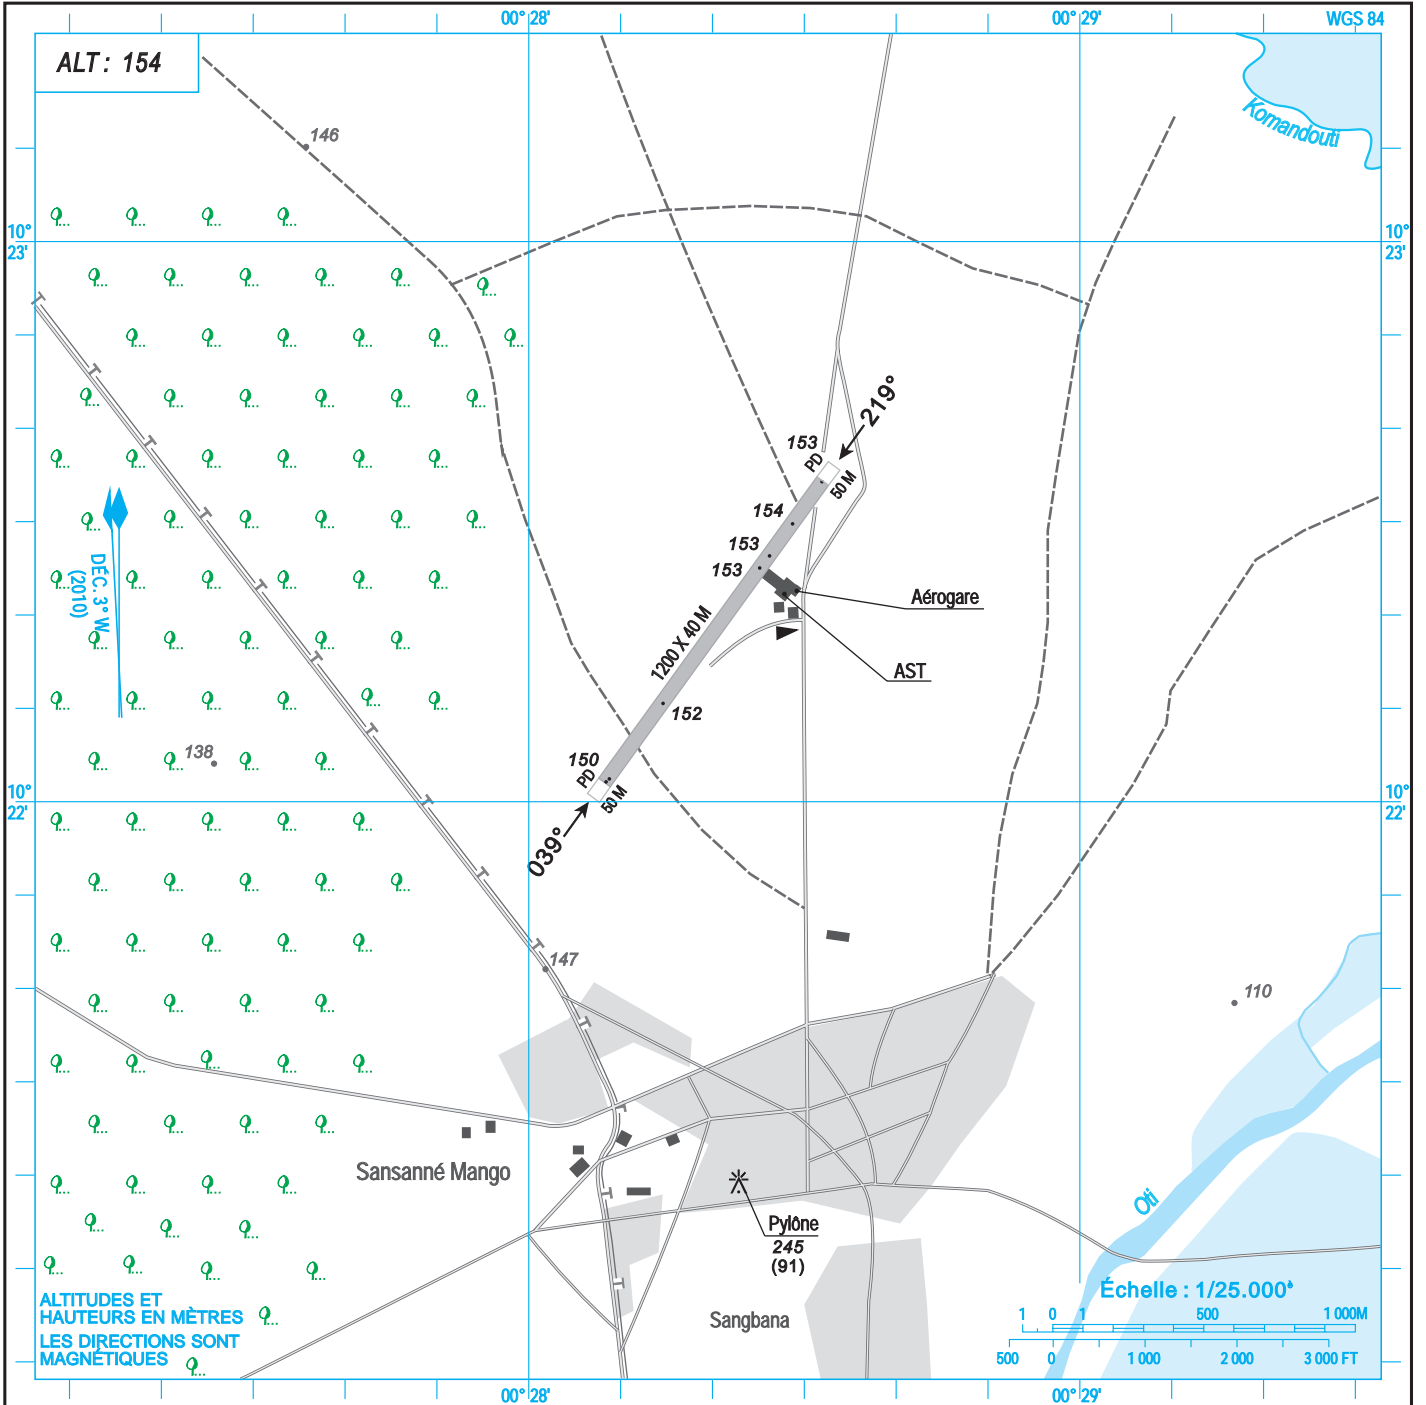 00° 28'
00° 29'
WGS 84
ALT : 154
146
Komandouti
10°
23'
10°
23'
219°
153
PD
50 M
154
153
153
DÉC. 3° W
(2010)
Aérogare
1200 X 40 M
AST
152
138
150
PD
50 M
10°
22'
10°
22'
039°
147
110
Sansanné Mango
Oti
Pylône
245
(91)
Sangbana
ALTITUDES ET
HAUTEURS EN MÈTRES
LES DIRECTIONS SONT
MAGNÉTIQUES
Échelle : 1/25.000è
1 0 1 500 1 000M
500 0 1 000 2 000 3 000 FT
00° 28'
00° 29'